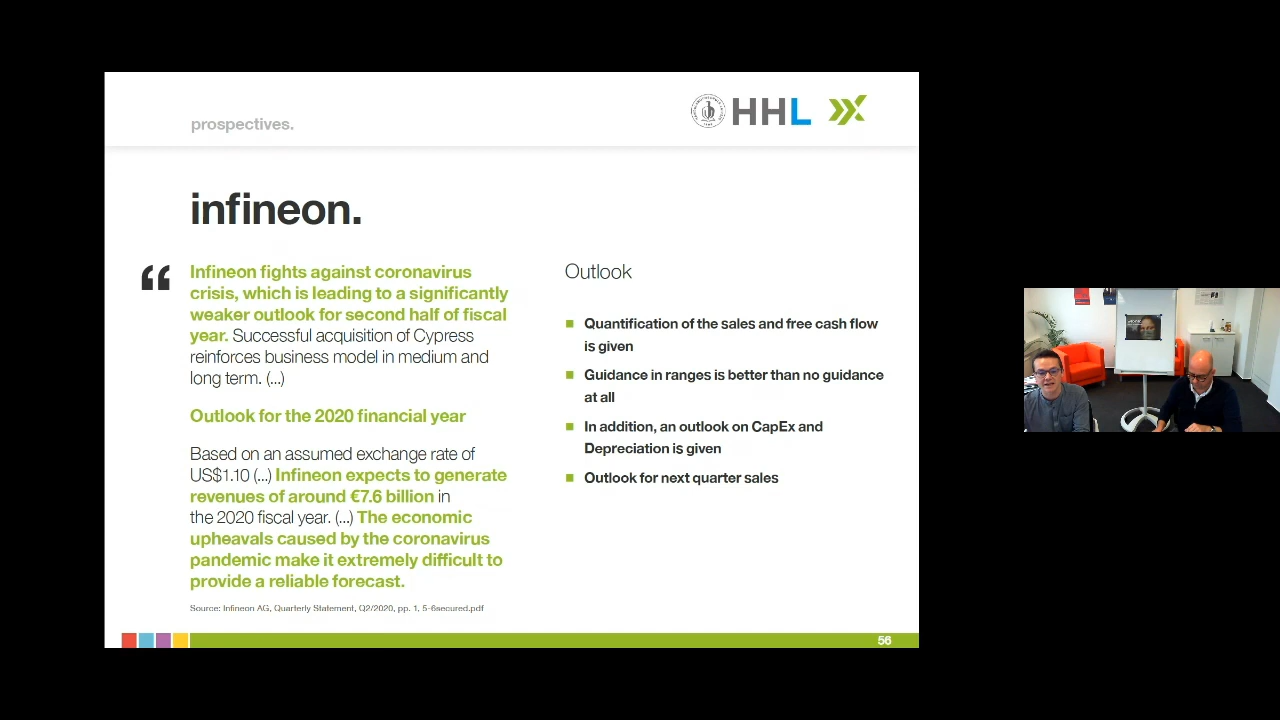 prospectives.
HHL
infineon.
“
Infineon fights against coronavirus
crisis, which is leading to a significantly
weaker outlook for second half of fiscal
year. Successful acquisition of Cypress
reinforces business model in medium and
long term. (...)
Outlook for the 2020 financial year
Based on an assumed exchange rate of
US$1.10 (...) Infineon expects to generate
revenues of around €7.6 billion in
the 2020 fiscal year. (...) The economic
upheavals caused by the coronavirus
pandemic make it extremely difficult to
provide a reliable forecast.
Source: Infineon AG, Quarterly Statement, Q2/2020, pp. 1, 5-6secured.pdf
Outlook
Quantification of the sales and free cash flow
is given
Guidance in ranges is better than no guidance
at all
In addition, an outlook on CapEx and
Depreciation is given
Outlook for next quarter sales
56